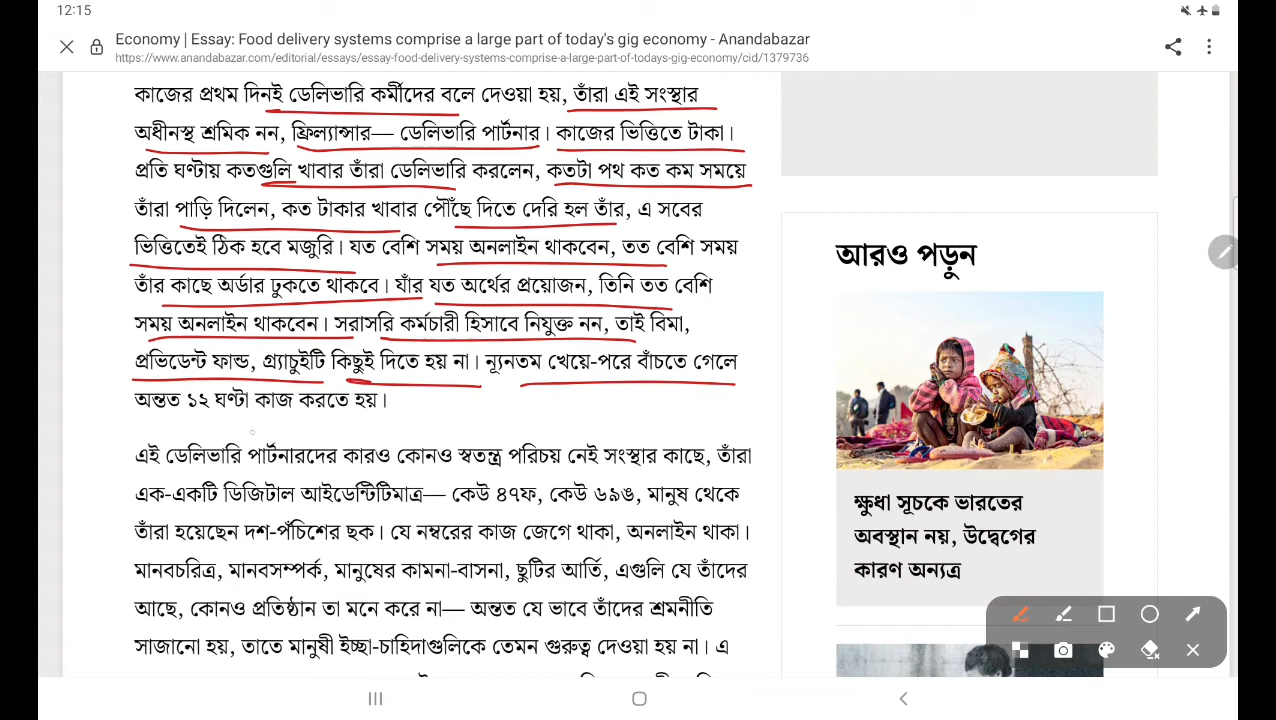 12:15
Economy | Essay: Food delivery systems comprise a large part of today's gig economy - Anandabazar
https://www.anandabazar.com/editorial/essays/essay-food-delivery-systems-comprise-a-large-part-of-todays-gig-economy/cid/1379736
কাজের প্রথম দিনই ডেলিভারি কর্মীদের বলে দেওয়া হয়, তাঁরা এই সংস্থার
অধীনস্থ শ্রমিক নন, ফ্রিল্যান্সার— ডেলিভারি পার্টনার। কাজের ভিত্তিতে টাকা।
প্রতি ঘণ্টায় কতগুলি খাবার তাঁরা ডেলিভারি করলেন, কতটা পথ কত কম সময়ে
তাঁরা পাড়ি দিলেন, কত টাকার খাবার পৌঁছে দিতে দেরি হল তাঁর, এ সবের
ভিত্তিতেই ঠিক হবে মজুরি। যত বেশি সময় অনলাইন থাকবেন, তত বেশি সময়
তাঁর কাছে অর্ডার ঢুকতে থাকবে। যাঁর যত অর্থের প্রয়োজন, তিনি তত বেশি
সময় অনলাইন থাকবেন। সরাসরি কর্মচারী হিসাবে নিযুক্ত নন, তাই বিমা,
প্রভিডেন্ট ফান্ড, গ্র্যাচুইটি কিছুই দিতে হয় না। ন্যূনতম খেয়ে-পরে বাঁচতে গেলে
অন্তত ১২ ঘণ্টা কাজ করতে হয়।
এই ডেলিভারি পার্টনারদের কারও কোনও স্বতন্ত্র পরিচয় নেই সংস্থার কাছে, তাঁরা
এক-একটি ডিজিটাল আইডেন্টিটিমাত্র— কেউ ৪৭ফ, কেউ ৬৯ঙ, মানুষ থেকে
তাঁরা হয়েছেন দশ-পঁচিশের ছক। যে নম্বরের কাজ জেগে থাকা, অনলাইন থাকা।
মানবচরিত্র, মানবসম্পর্ক, মানুষের কামনা-বাসনা, ছুটির আর্তি, এগুলি যে তাঁদের
আছে, কোনও প্রতিষ্ঠান তা মনে করে না— অন্তত যে ভাবে তাঁদের শ্রমনীতি
সাজানো হয়, তাতে মানুষী ইচ্ছা-চাহিদাগুলিকে তেমন গুরুত্ব দেওয়া হয় না। এ
আরও পড়ুন
ক্ষুধা সূচকে ভারতের
অবস্থান নয়, উদ্বেগের
কারণ অন্যত্র